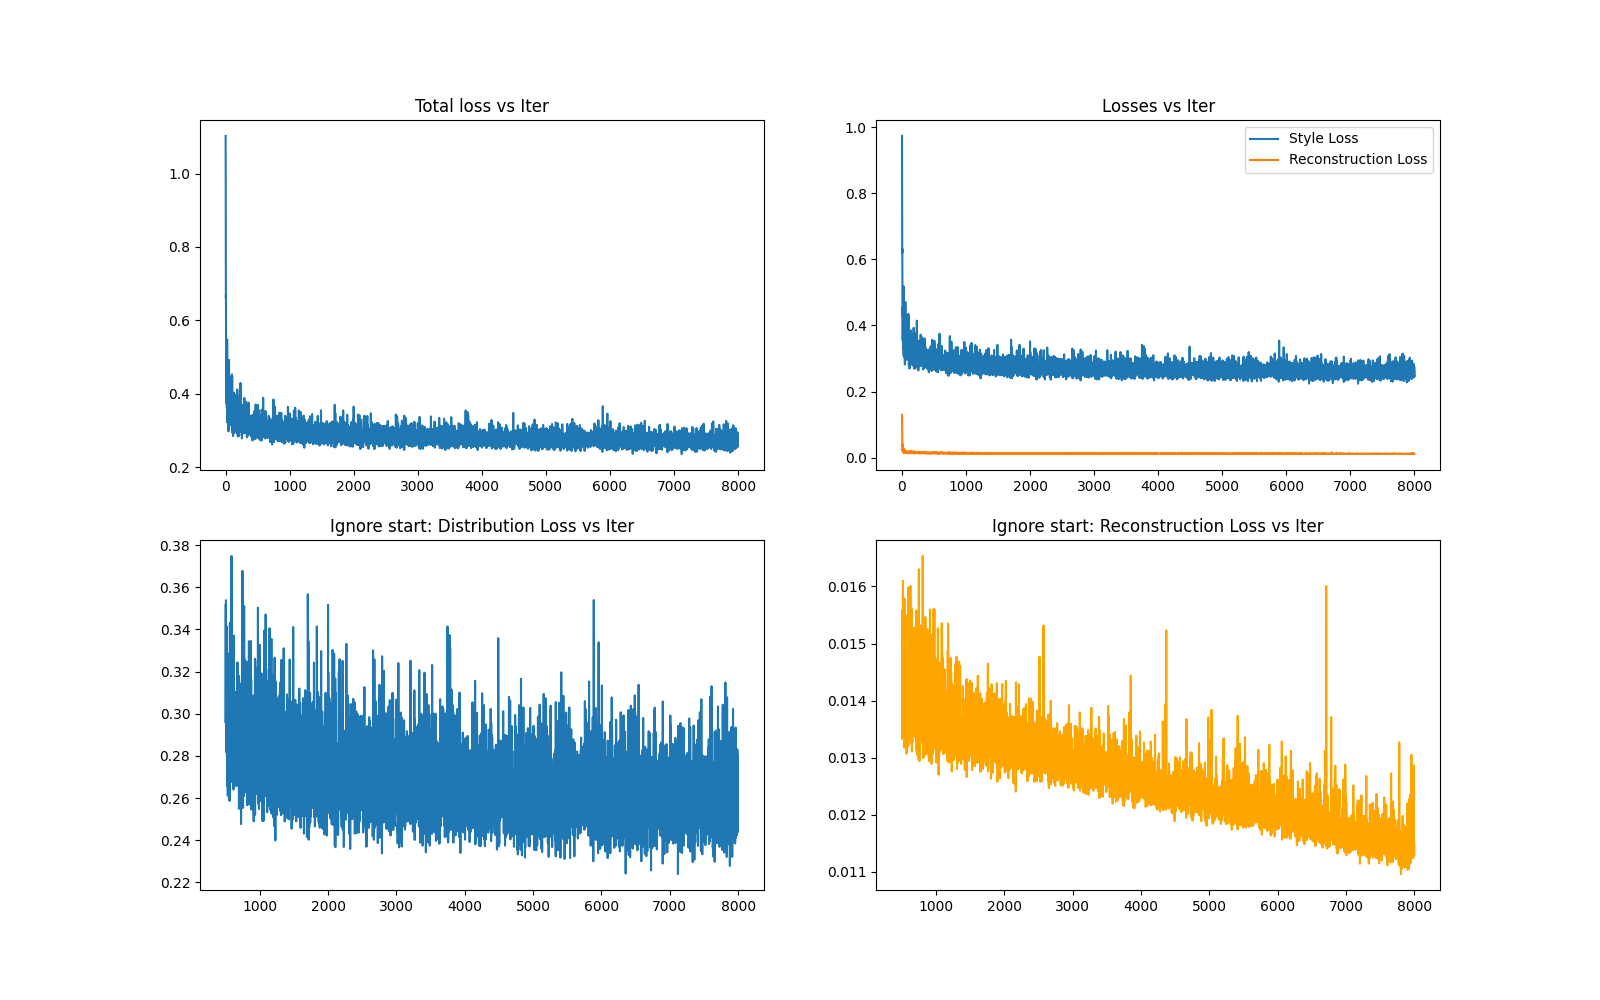 Total loss vs Iter
1.0
0.8
0.6
0.4
0.2
0 1000 2000 3000 4000 5000 6000 7000 8000
Losses vs Iter
Style Loss
Reconstruction Loss
1.0
0.8
0.6
0.4
0.2
0.0
0 1000 2000 3000 4000 5000 6000 7000 8000
Ignore start: Distribution Loss vs Iter
0.38
0.36
0.34
0.32
0.30
0.28
0.26
0.24
0.22
1000 2000 3000 4000 5000 6000 7000 8000
Ignore start: Reconstruction Loss vs Iter
0.016
0.015
0.014
0.013
0.012
0.011
1000 2000 3000 4000 5000 6000 7000 8000